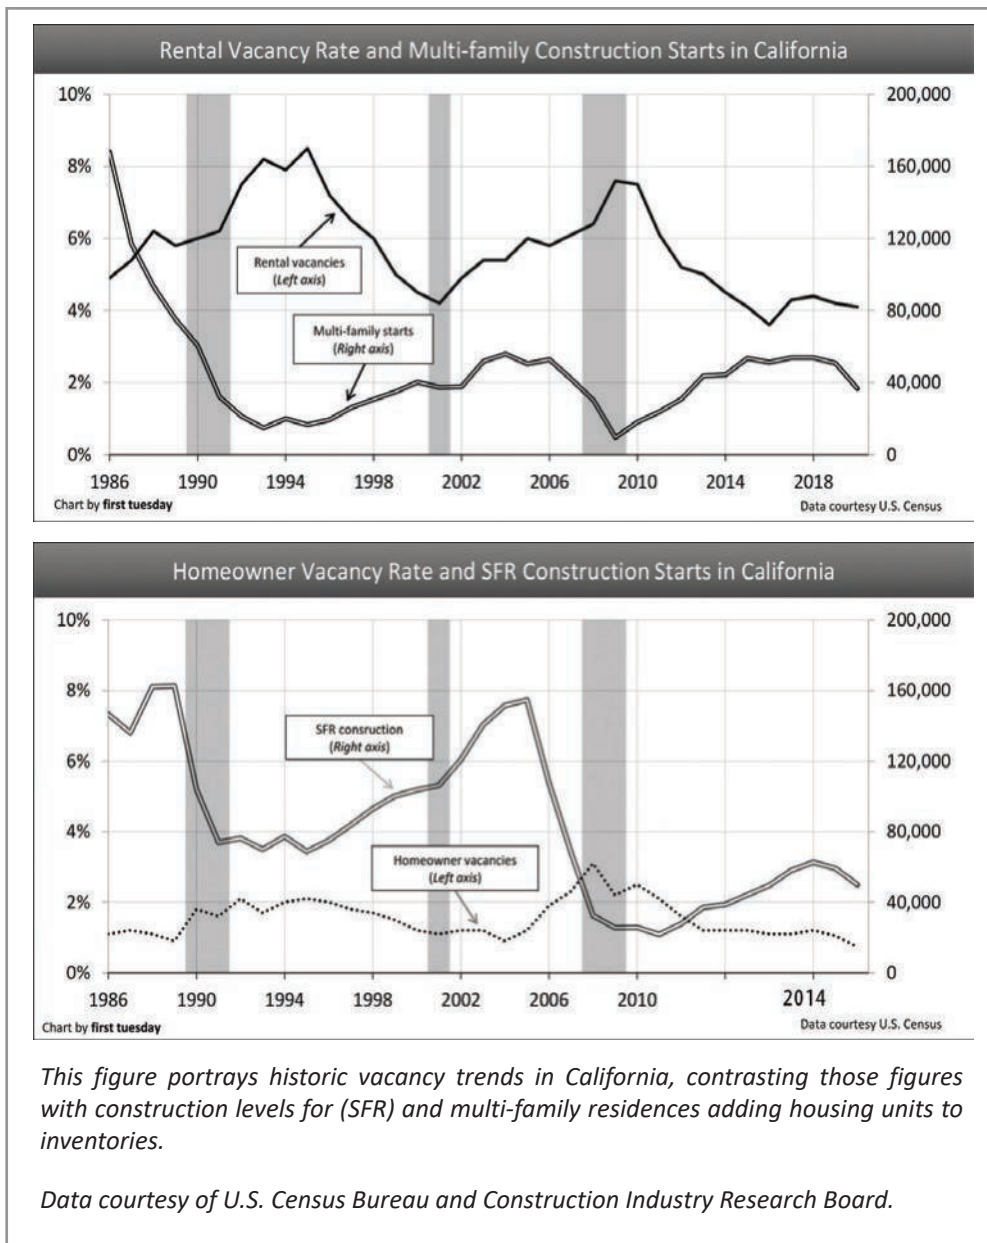 Rental Vacancy Rate and Multi-family Construction Starts in California
10%
200,000
8%
160,000
6%
120,000
Rental vacancies
(Left axis)
4%
80,000
Multi-family starts
(Right axis)
2%
40,000
0%
0
1986 1990 1994 1998 2002 2006 2010 2014 2018
Chart by first tuesday
Data courtesy U.S. Census
Homeowner Vacancy Rate and SFR Construction Starts in California
10%
200,000
8%
160,000
SFR consruction
(Right axis)
6%
120,000
4%
80,000
Homeowner vacancies
(Left axis)
2%
40,000
0%
0
1986 1990 1994 1998 2002 2006 2010 2014
Chart by first tuesday
Data courtesy U.S. Census
This figure portrays historic vacancy trends in California, contrasting those figures
with construction levels for (SFR) and multi-family residences adding housing units to
inventories.
Data courtesy of U.S. Census Bureau and Construction Industry Research Board.